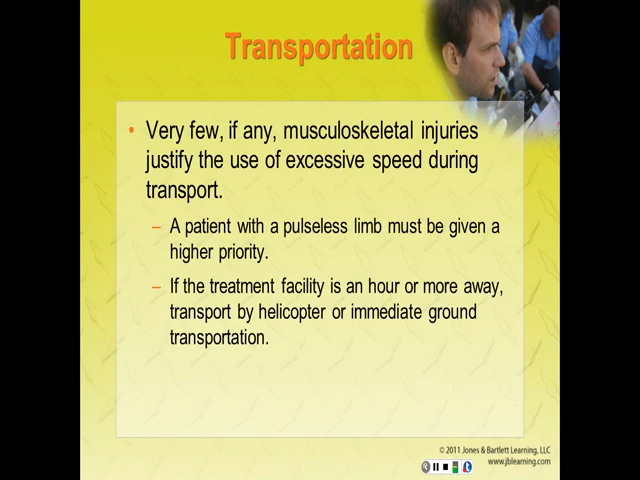 Transportation
• Very few, if any, musculoskeletal injuries
justify the use of excessive speed during
transport.
– A patient with a pulseless limb must be given a
higher priority.
– If the treatment facility is an hour or more away,
transport by helicopter or immediate ground
transportation.
© 2011 Jones & Bartlett Learning, LLC
www.jblearning.com